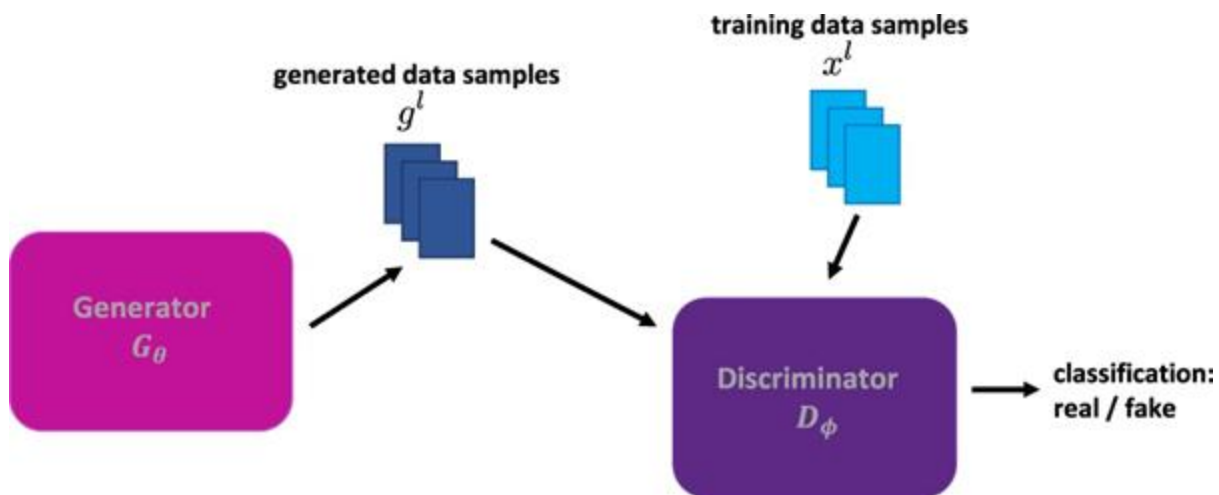 training data samples
x^l
generated data samples
g^l
Generator
G_θ
Discriminator
D_ϕ
classification:
real / fake